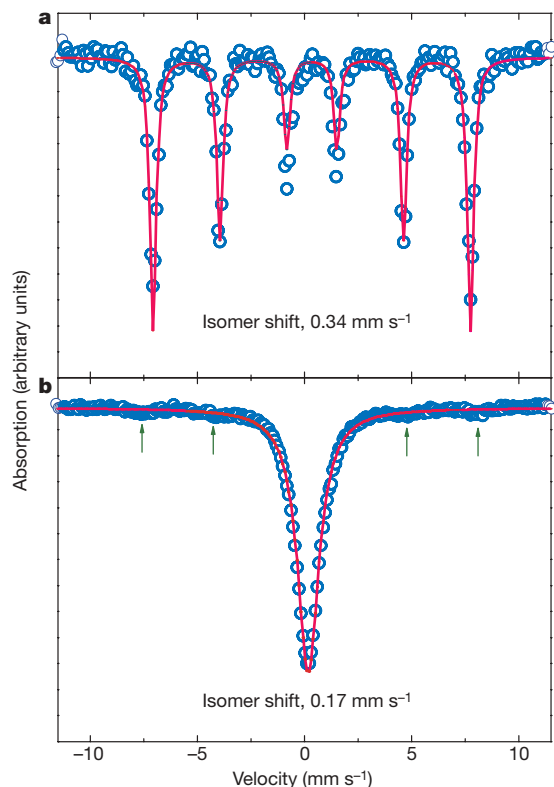 a
Isomer shift, 0.34 mm s⁻¹
Absorption (arbitrary units)
b
Isomer shift, 0.17 mm s⁻¹
−10 −5 0 5 10
Velocity (mm s⁻¹)